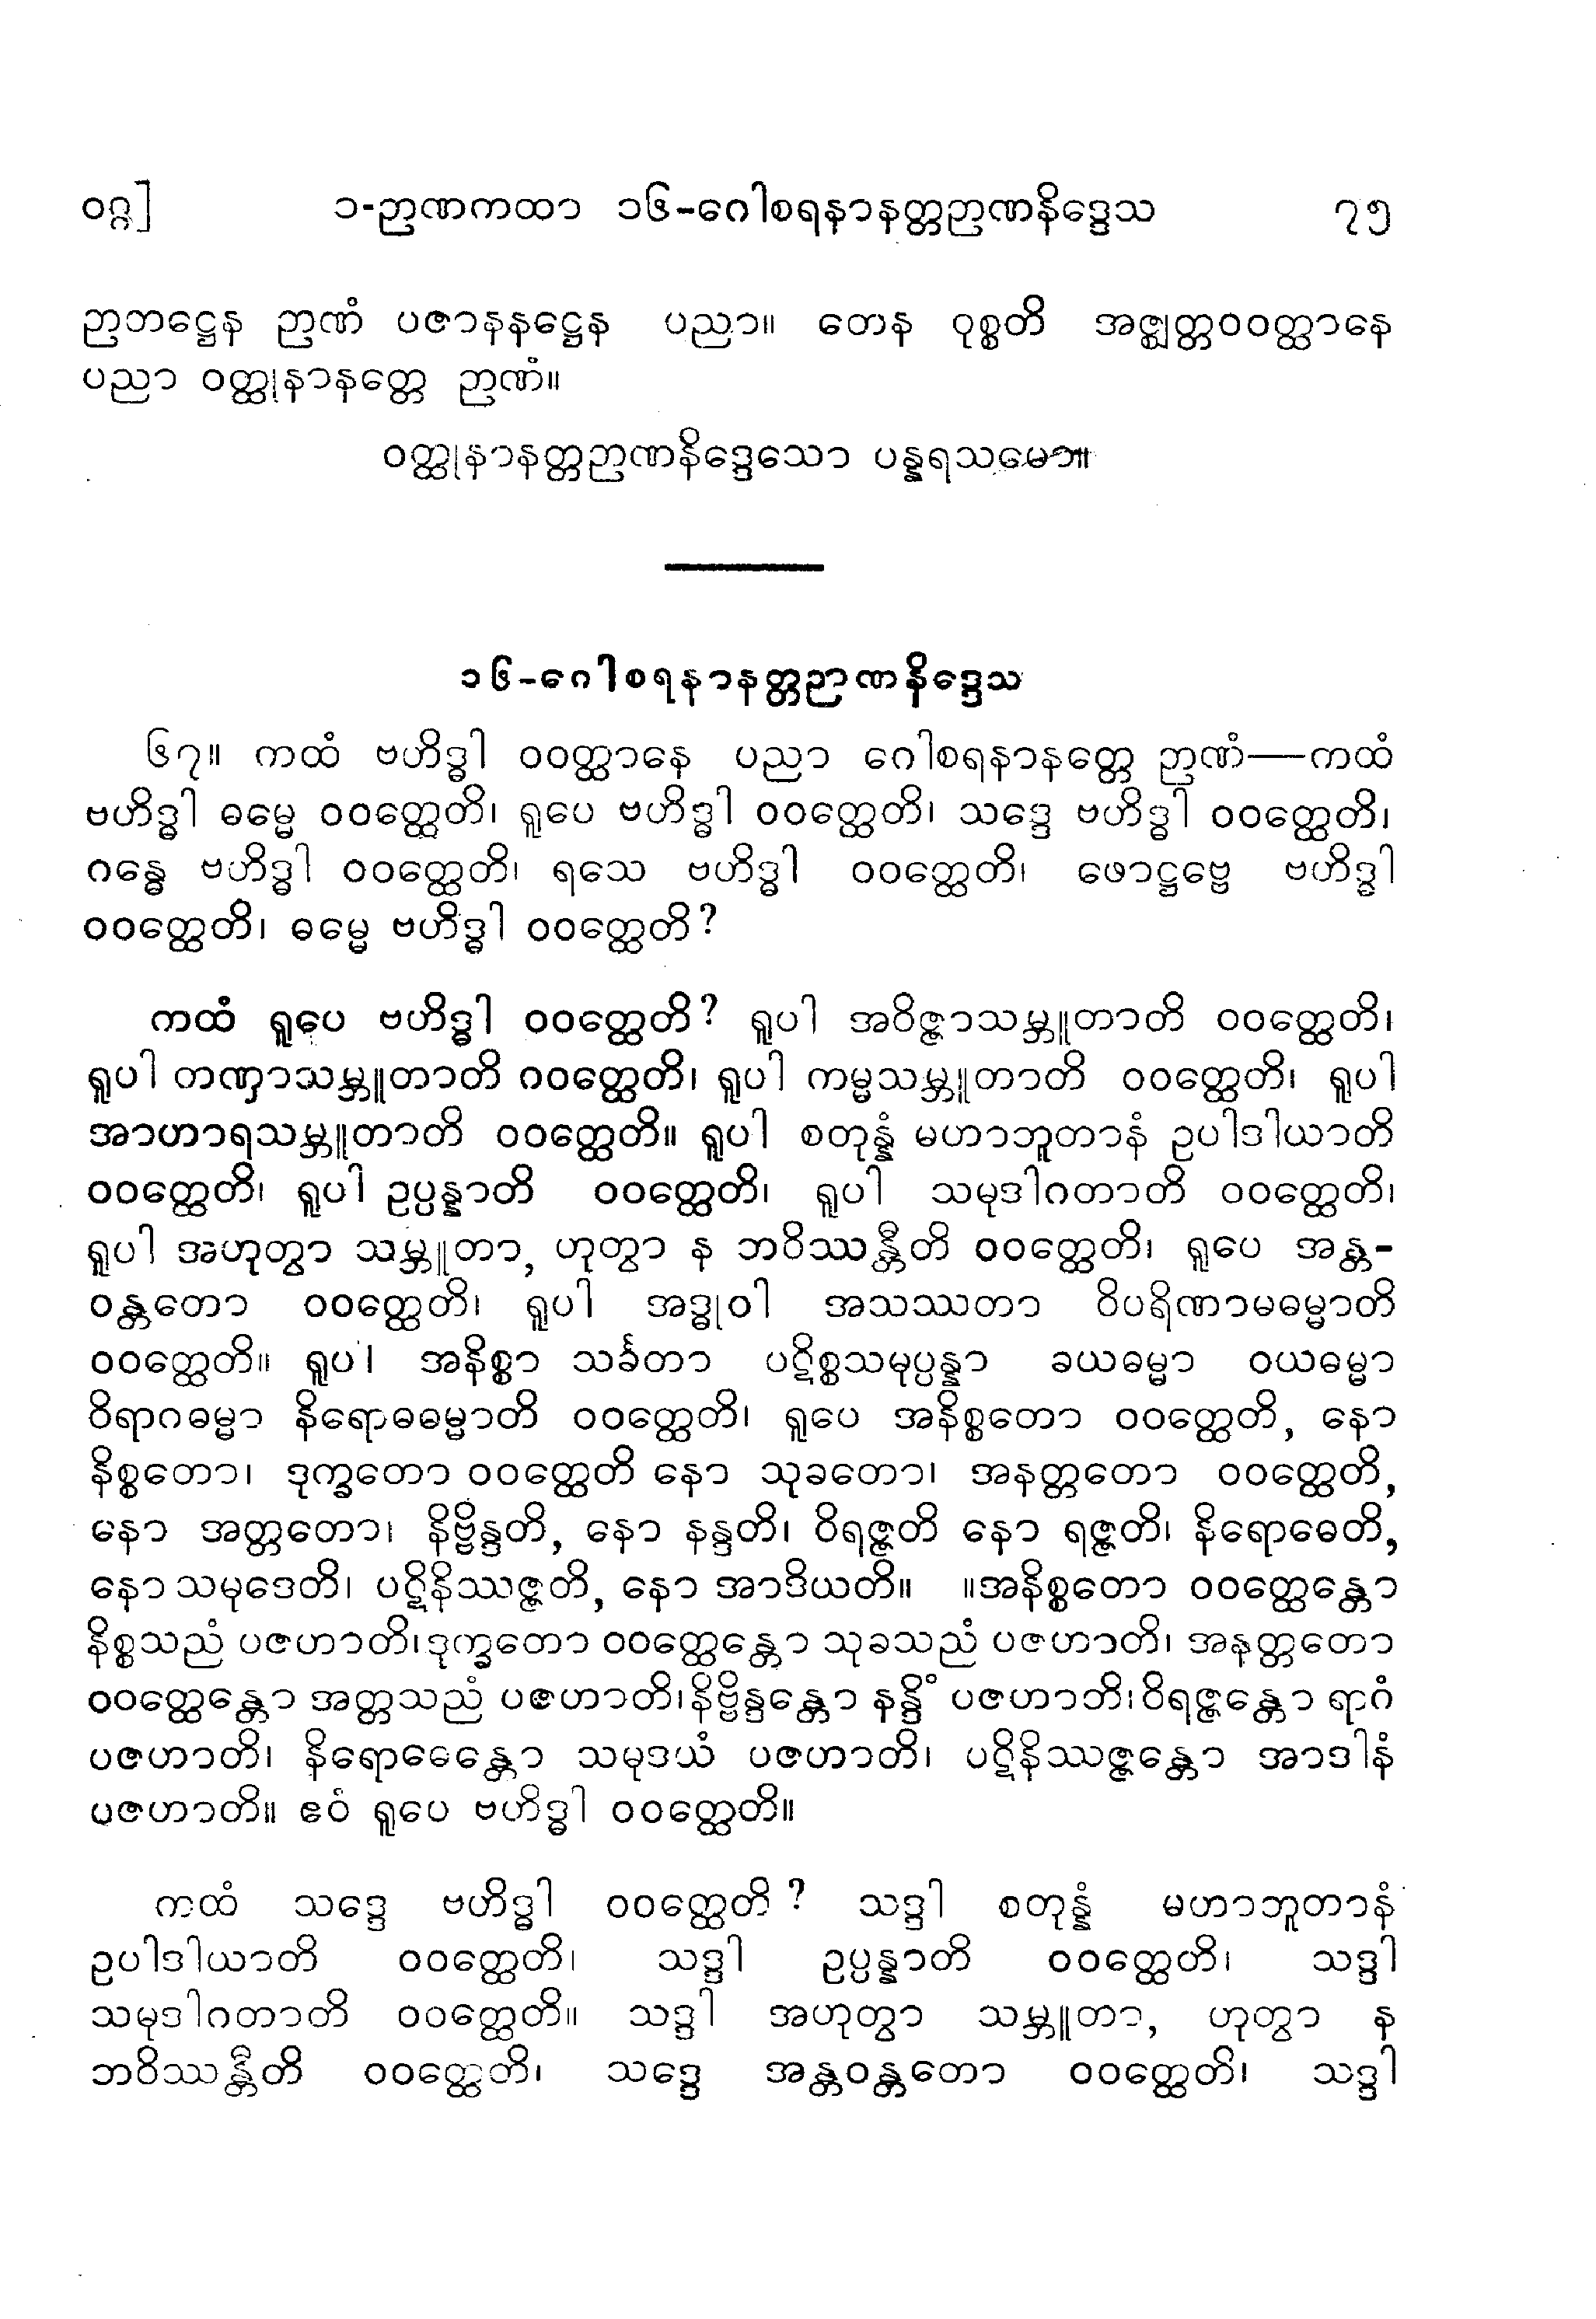 ဝဂ္ဂ] ၁-ဉာဏကထာ ၁၆-ဂေါစရနာနတ္တဉာဏနိဒ္ဒေသ ၇၅
ဉာဘဋ္ဌေန ဉာဏံ ပဇာနနဋ္ဌေန ပညာ။ တေန ဝုစ္စတိ အဇ္ဈတ္တဝဝတ္ထာနေ
ပညာ ဝတ္ထုနာနတ္တေ ဉာဏံ။
ဝတ္ထုနာနတ္တဉာဏနိဒ္ဒေသော ပန္နရသမော။
၁၆-ဂေါစရနာနတ္တဉာဏနိဒ္ဒေသ
၆၇။ ကထံ ဗဟိဒ္ဓါ ဝဝတ္ထာနေ ပညာ ဂေါစရနာနတ္တေ ဉာဏံ—ကထံ
ဗဟိဒ္ဓါ ဓမ္မေ ဝဝတ္ထေတိ၊ ရူပေ ဗဟိဒ္ဓါ ဝဝတ္ထေတိ၊ သဒ္ဒေ ဗဟိဒ္ဓါ ဝဝတ္ထေတိ၊
ဂန္ဓေ ဗဟိဒ္ဓါ ဝဝတ္ထေတိ၊ ရသေ ဗဟိဒ္ဓါ ဝဝတ္ထေတိ၊ ဖောဋ္ဌဗ္ဗေ ဗဟိဒ္ဓါ
ဝဝတ္ထေတိ၊ ဓမ္မေ ဗဟိဒ္ဓါ ဝဝတ္ထေတိ?
ကထံ ရူပေ ဗဟိဒ္ဓါ ဝဝတ္ထေတိ? ရူပါ အဝိဇ္ဇာသမ္ဘူတာတိ ဝဝတ္ထေတိ၊
ရူပါ ကဏှာသမ္ဘူတာတိ ဂဝတ္ထေတိ၊ ရူပါ ကမ္မသမ္ဘူတာတိ ဝဝတ္ထေတိ၊ ရူပါ
အာဟာရသမ္ဘူတာတိ ဝဝတ္ထေတိ။ ရူပါ စတုန္နံ မဟာဘူတာနံ ဥပါဒါယာတိ
ဝဝတ္ထေတိ၊ ရူပါ ဥပ္ပန္နာတိ ဝဝတ္ထေတိ၊ ရူပါ သမုဒါဂတာတိ ဝဝတ္ထေတိ၊
ရူပါ အဟုတွာ သမ္ဘူတာ, ဟုတွာ န ဘဝိဿန္တီတိ ဝဝတ္ထေတိ၊ ရူပေ အန္တ-
ဝန္တတော ဝဝတ္ထေတိ၊ ရူပါ အဒ္ဓုဝါ အသဿတာ ဝိပရိဏာမဓမ္မာတိ
ဝဝတ္ထေတိ။ ရူပါ အနိစ္စာ သင်္ခတာ ပဋိစ္စသမုပ္ပန္နာ ခယဓမ္မာ ဝယဓမ္မာ
ဝိရာဂဓမ္မာ နိရောဓဓမ္မာတိ ဝဝတ္ထေတိ၊ ရူပေ အနိစ္စတော ဝဝတ္ထေတိ, နော
နိစ္စတော၊ ဒုက္ခတော ဝဝတ္ထေတိ နော သုခတော၊ အနတ္တတော ဝဝတ္ထေတိ,
နော အတ္တတော၊ နိဗ္ဗိန္ဒတိ, နော နန္ဒတိ၊ ဝိရဇ္ဇတိ နော ရဇ္ဇတိ၊ နိရောဓေတိ,
နော သမုဒေတိ၊ ပဋိနိဿဇ္ဇတိ, နော အာဒိယတိ။ ။အနိစ္စတော ဝဝတ္ထေန္တော
နိစ္စသညံ ပဇဟာတိ၊ဒုက္ခတော ဝဝတ္ထေန္တော သုခသညံ ပဇဟာတိ၊ အနတ္တတော
ဝဝတ္ထေန္တော အတ္တသညံ ပဇဟာတိ၊နိဗ္ဗိန္ဒန္တော နန္ဒိံ ပဇဟာဘိ၊ဝိရဇ္ဇန္တော ရာဂံ
ပဇဟာတိ၊ နိရောဓေန္တော သမုဒယံ ပဇဟာတိ၊ ပဋိနိဿဇ္ဇန္တော အာဒါနံ
ပဇဟာတိ။ ဧဝံ ရူပေ ဗဟိဒ္ဓါ ဝဝတ္ထေတိ။
ကထံ သဒ္ဒေ ဗဟိဒ္ဓါ ဝဝတ္ထေတိ? သဒ္ဒါ စတုန္နံ မဟာဘူတာနံ
ဥပါဒါယာတိ ဝဝတ္ထေတိ၊ သဒ္ဒါ ဥပ္ပန္နာတိ ဝဝတ္ထေတိ၊ သဒ္ဒါ
သမုဒါဂတာတိ ဝဝတ္ထေတိ။ သဒ္ဒါ အဟုတွာ သမ္ဘူတာ, ဟုတွာ န
ဘဝိဿန္တီတိ ဝဝတ္ထေတိ၊ သဒ္ဒေ အန္တဝန္တတော ဝဝတ္ထေတိ၊ သဒ္ဒါ